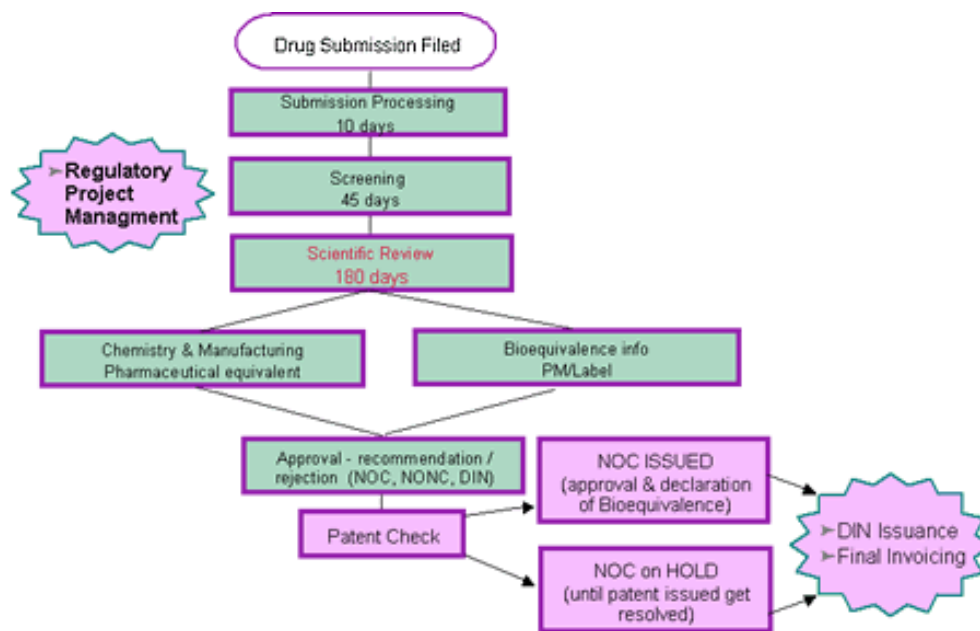 Drug Submission Filed
Submission Processing
10 days
➢Regulatory
Project
Managment
Screening
45 days
Scientific Review
180 days
Chemistry & Manufacturing
Pharmaceutical equivalent
Bioequivalence info
PM/Label
Approval - recommendation /
rejection (NOC, NONC, DIN)
Patent Check
NOC ISSUED
(approval & declaration
of Bioequivalence)
NOC on HOLD
(until patent issued get
resolved)
➢DIN Issuance
➢Final Invoicing